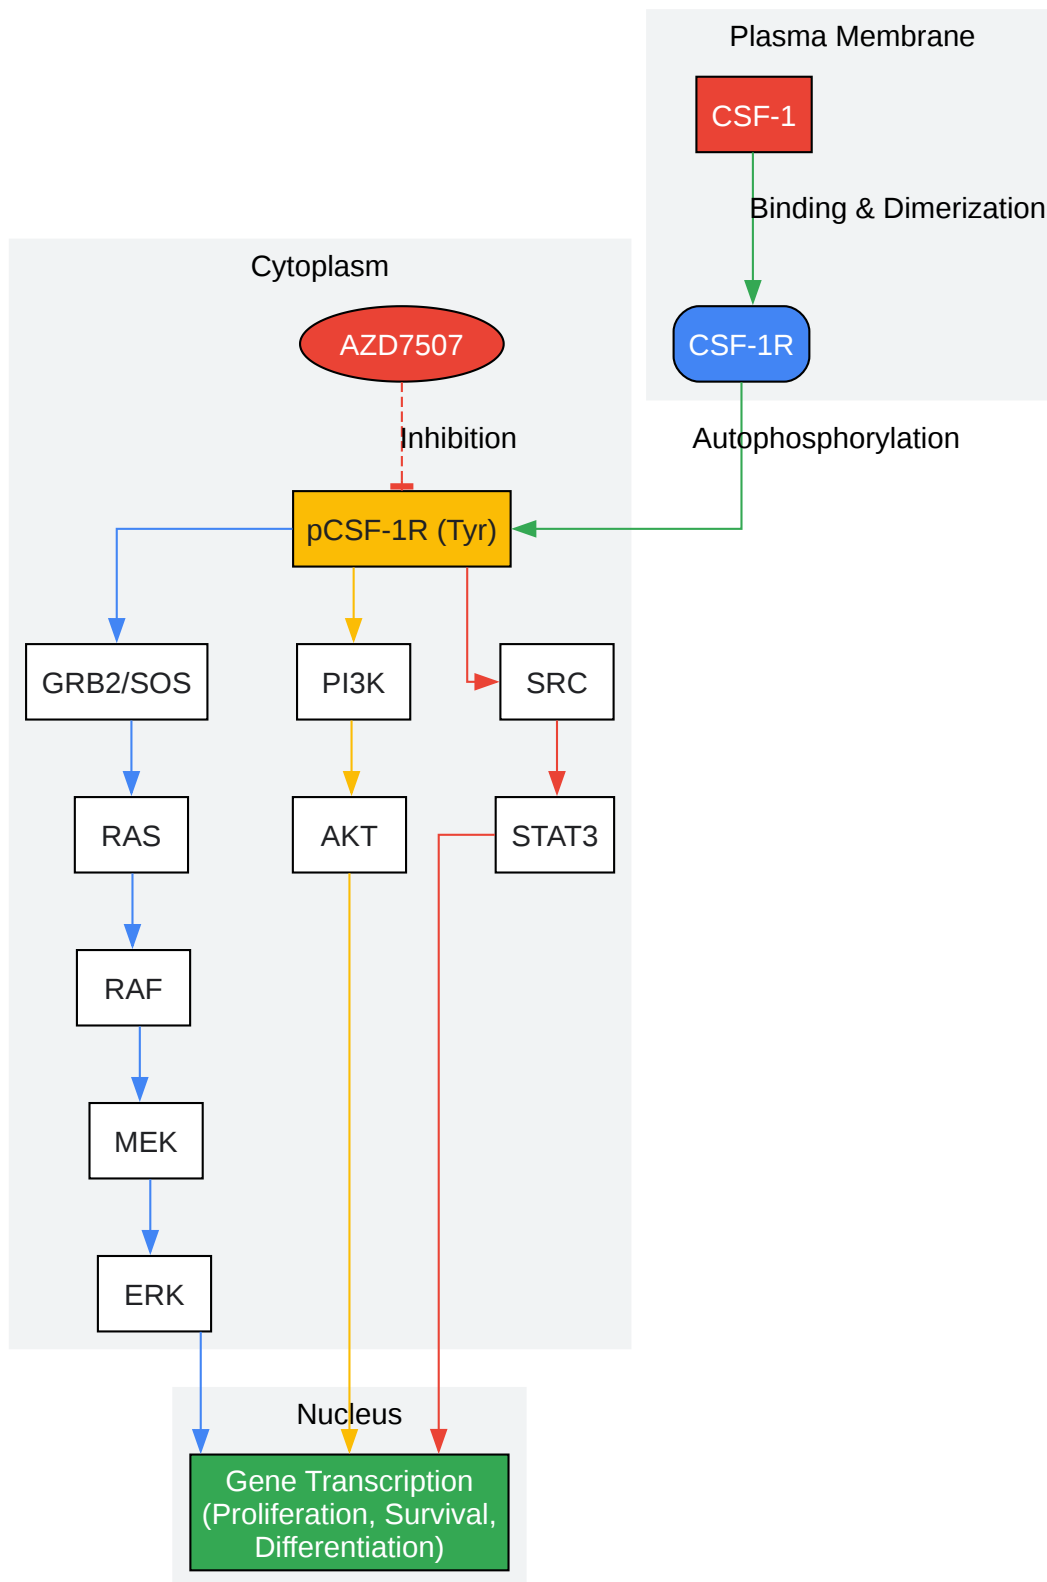 Plasma Membrane
CSF-1
Binding & Dimerization
CSF-1R
Autophosphorylation
Cytoplasm
AZD7507
Inhibition
pCSF-1R (Tyr)
GRB2/SOS
PI3K
SRC
RAS
AKT
STAT3
RAF
MEK
ERK
Nucleus
Gene Transcription
(Proliferation, Survival,
Differentiation)